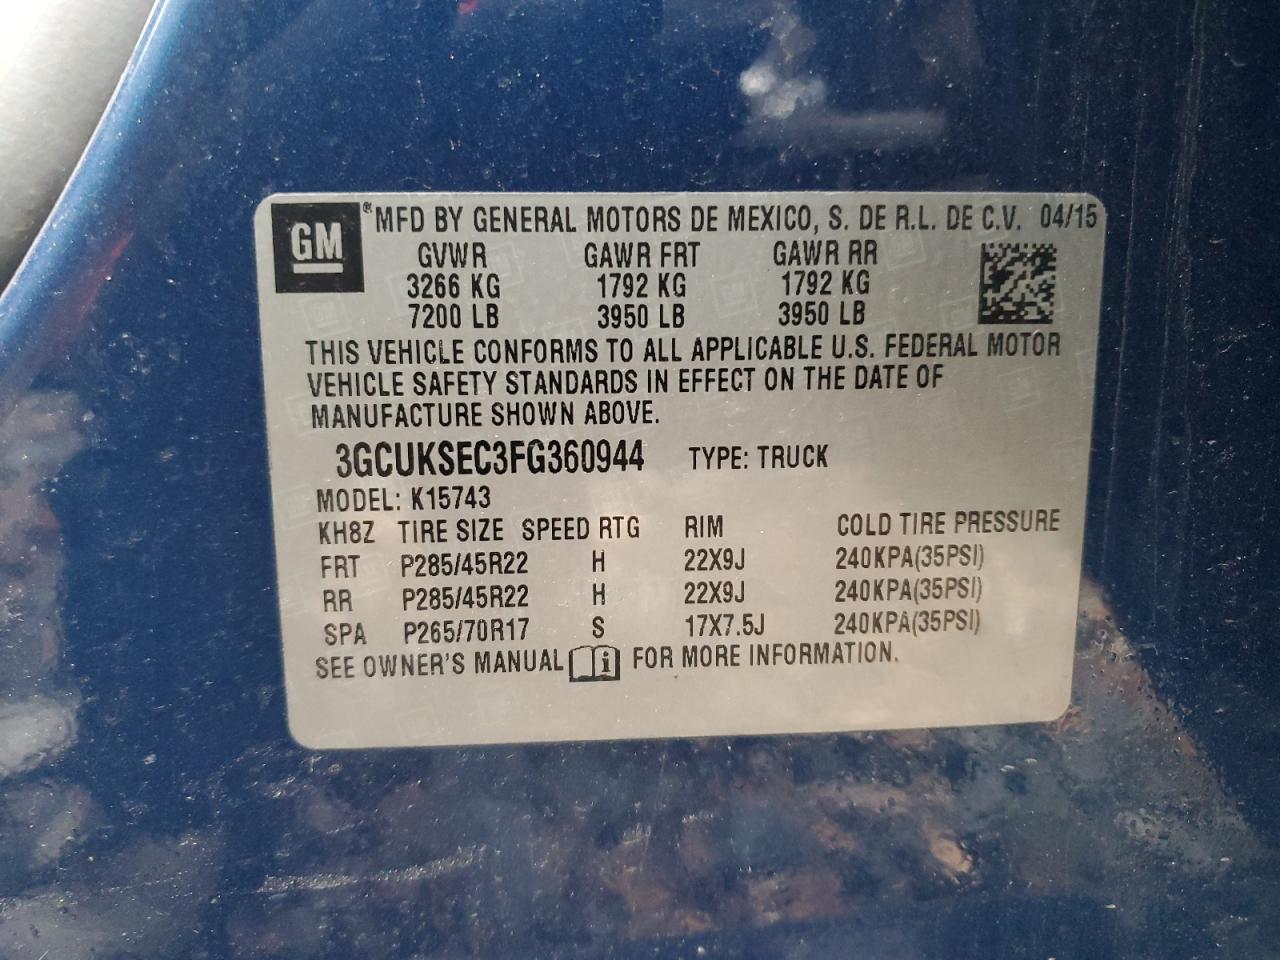 GM ® MFD BY GENERAL MOTORS DE MEXICO, S. DE R.L. DE C.V. 04/15
GVWR GAWR FRT GAWR RR
3266 KG 1792 KG 1792 KG
7200 LB 3950 LB 3950 LB
THIS VEHICLE CONFORMS TO ALL APPLICABLE U.S. FEDERAL MOTOR
VEHICLE SAFETY STANDARDS IN EFFECT ON THE DATE OF
MANUFACTURE SHOWN ABOVE.
3GCUKSEC3FG360944 TYPE: TRUCK
MODEL: K15743
KH8Z TIRE SIZE SPEED RTG RIM COLD TIRE PRESSURE
FRT P285/45R22 H 22X9J 240KPA(35PSI)
RR P285/45R22 H 22X9J 240KPA(35PSI)
SPA P265/70R17 S 17X7.5J 240KPA(35PSI)
SEE OWNER'S MANUAL i FOR MORE INFORMATION.